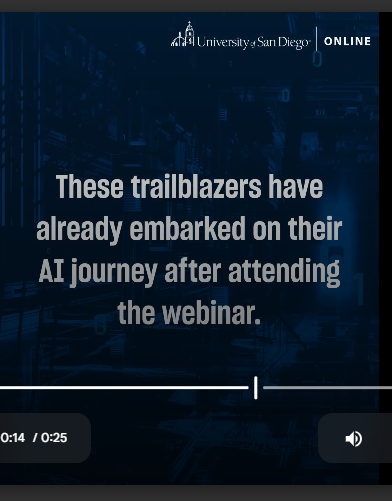 University of San Diego | ONLINE
These trailblazers have
already embarked on their
AI journey after attending
the webinar.
0:14 / 0:25